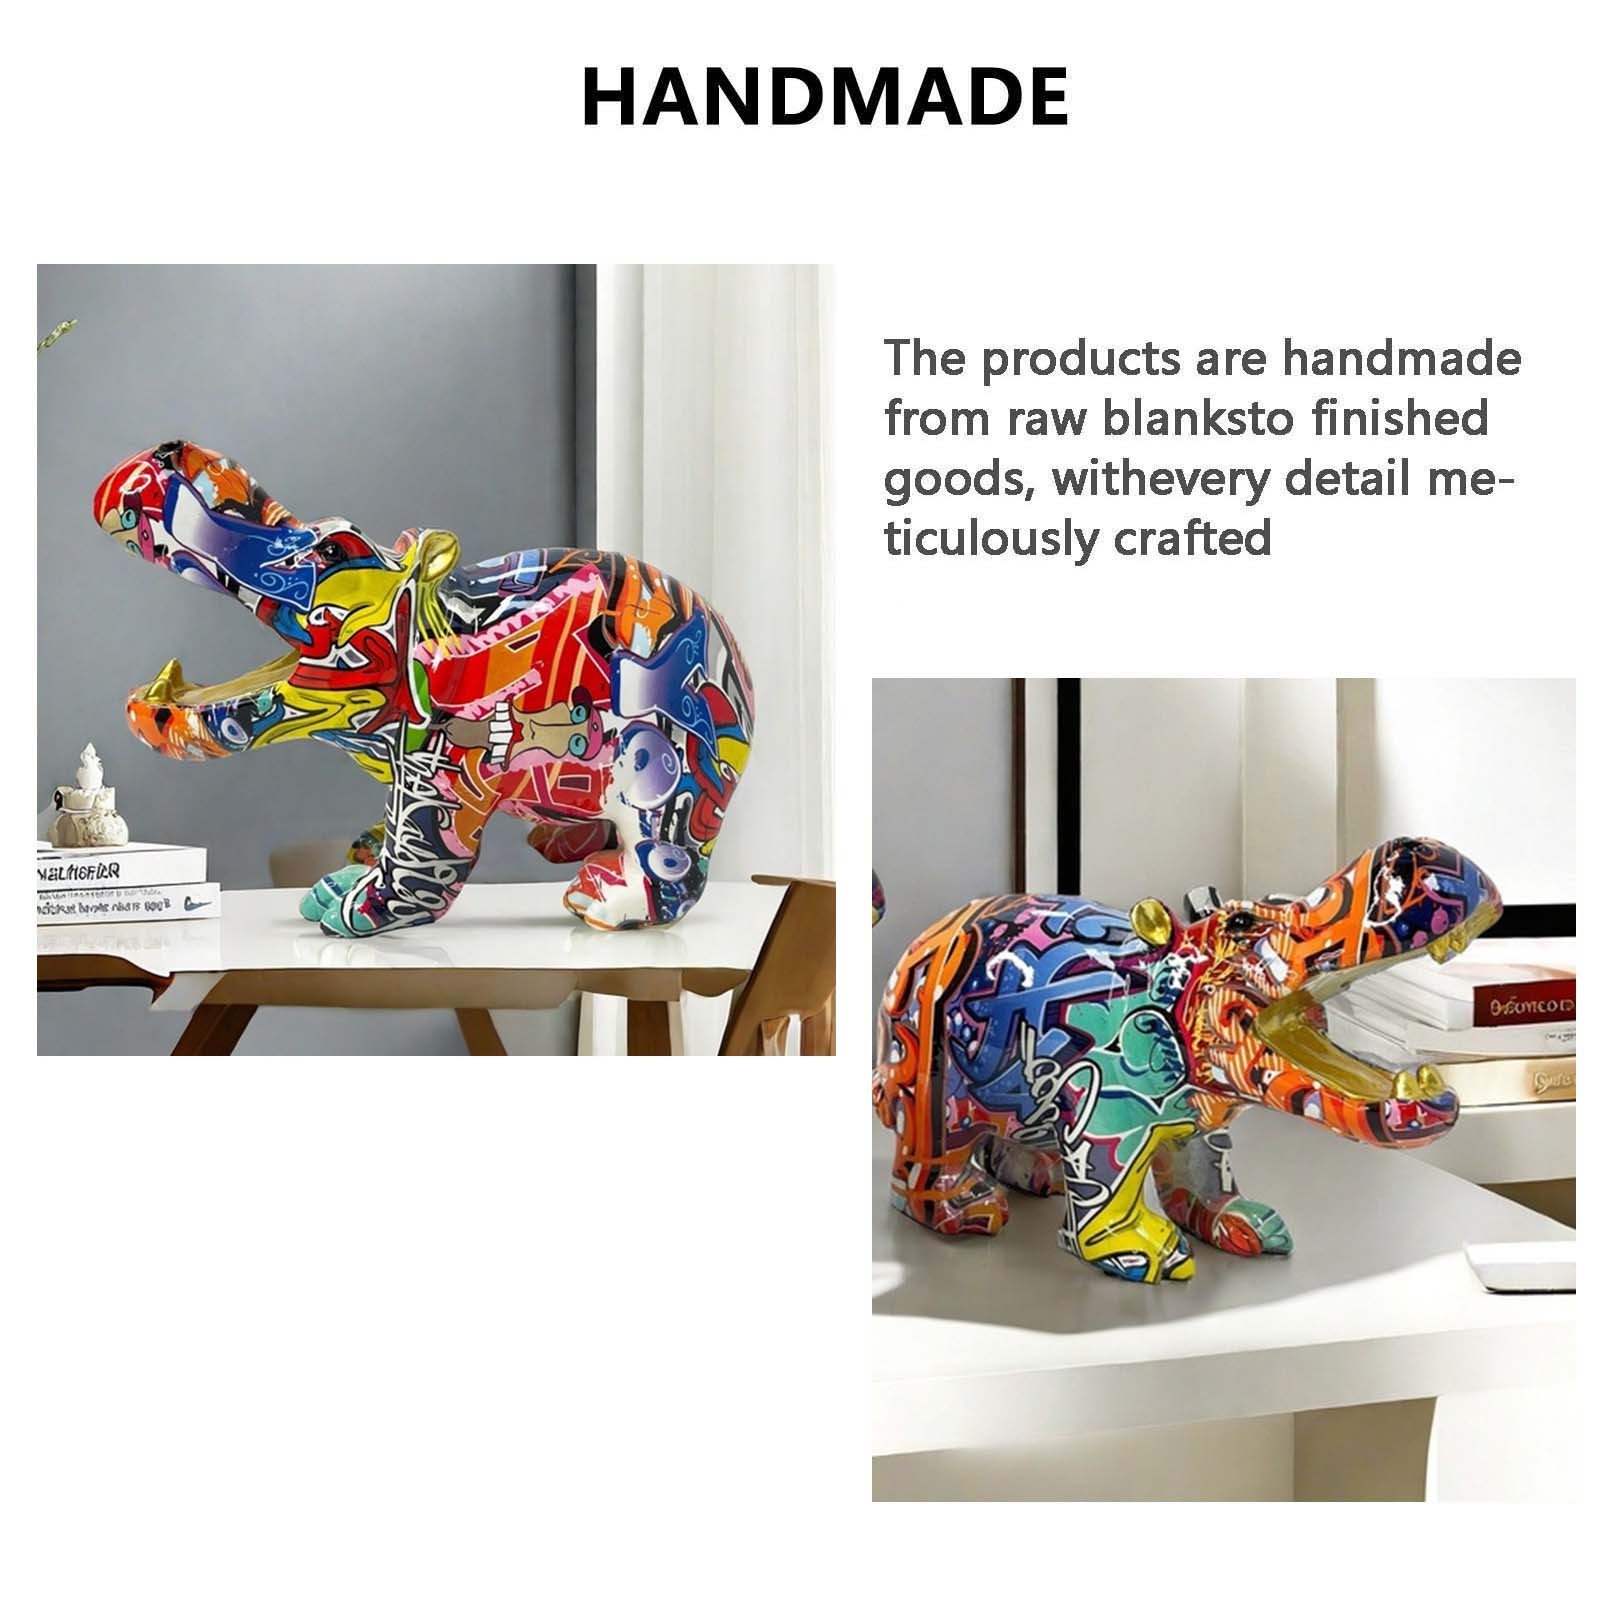 HANDMADE
The products are handmade
from raw blanksto finished
goods, withevery detail me-
ticulously crafted